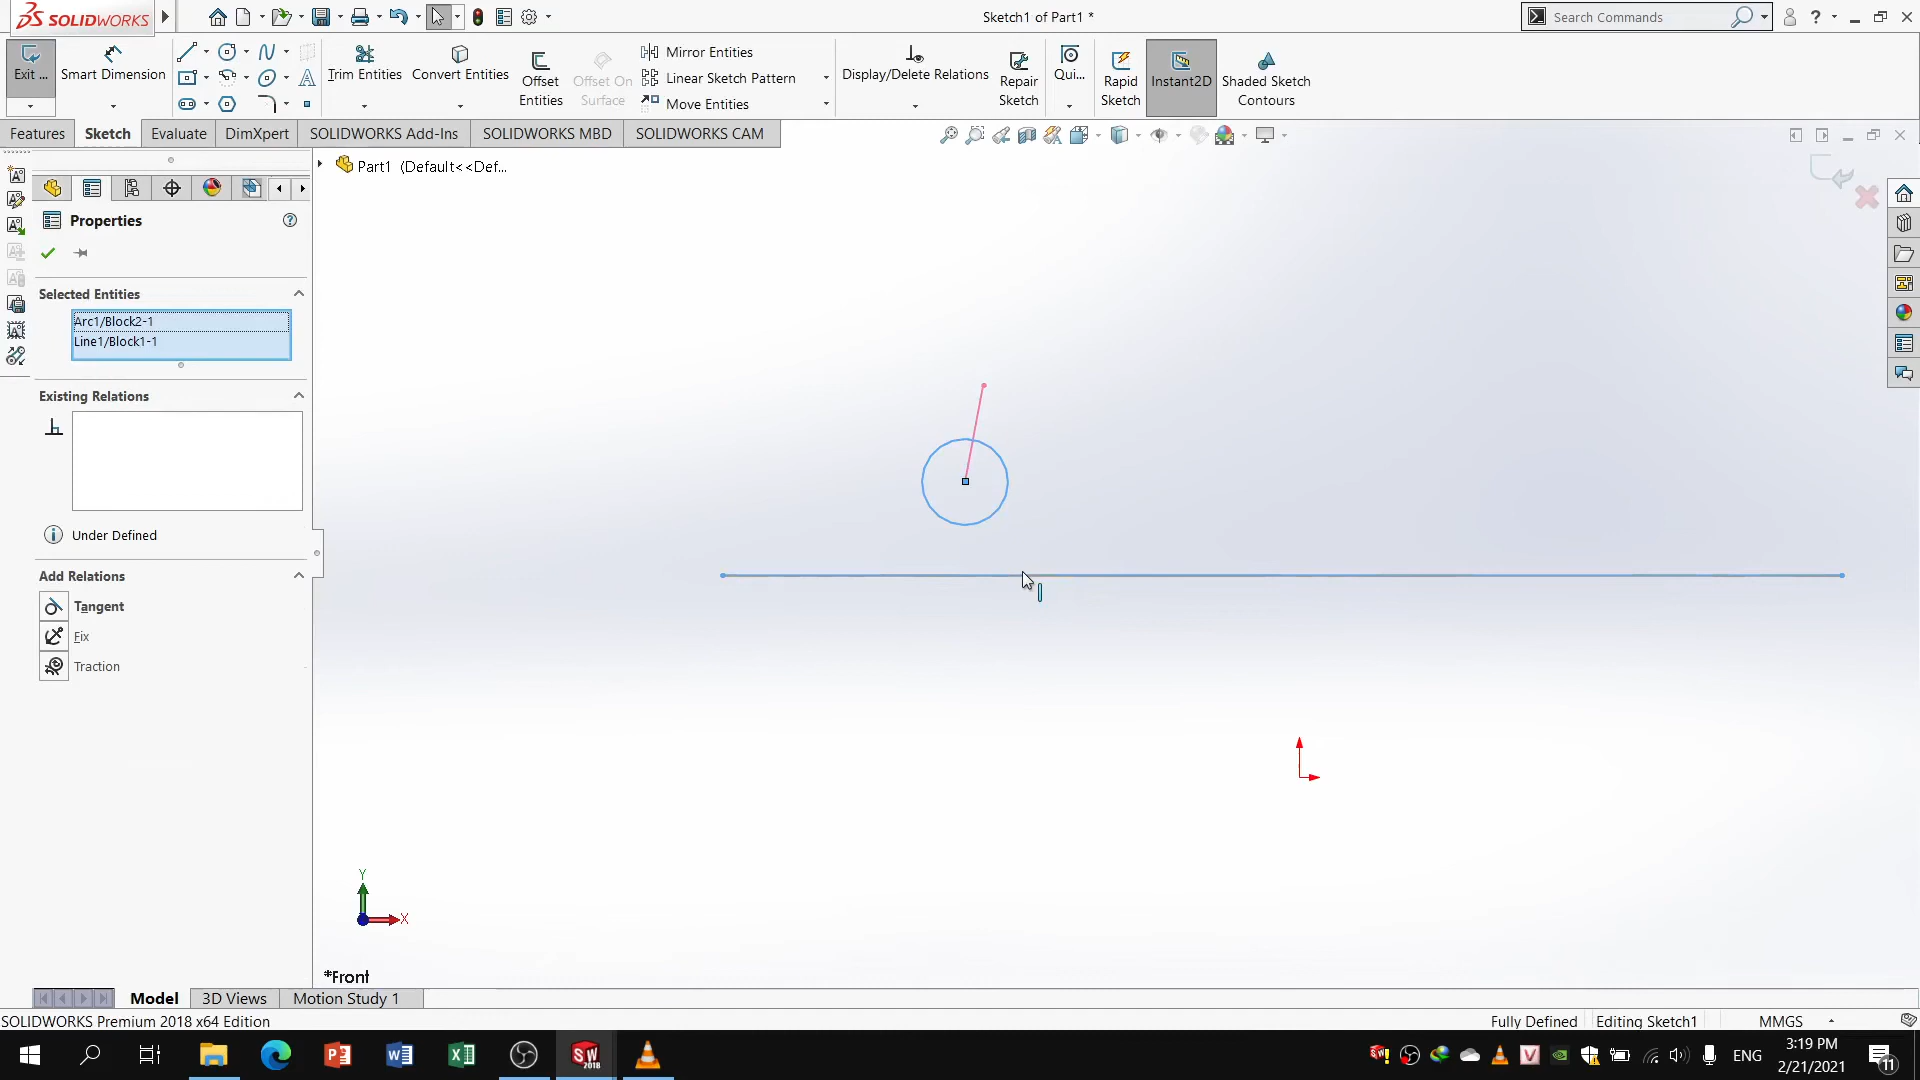 SOLIDWORKS
Sketch1 of Part1 *
Search Commands
?
Exit ...
Smart Dimension
Trim Entities
Convert Entities
Offset Entities
Offset On Surface
Mirror Entities
Linear Sketch Pattern
Move Entities
Display/Delete Relations
Repair Sketch
Qui...
Rapid Sketch
Instant2D
Shaded Sketch Contours
Features
Sketch
Evaluate
DimXpert
SOLIDWORKS Add-Ins
SOLIDWORKS MBD
SOLIDWORKS CAM
Part1 (Default<<Def...
Properties
Selected Entities
Arc1/Block2-1
Line1/Block1-1
Existing Relations
Under Defined
Add Relations
Tangent
Fix
Traction
Y
X
*Front
Model
3D Views
Motion Study 1
SOLIDWORKS Premium 2018 x64 Edition
Fully Defined
Editing Sketch1
MMGS
ENG
3:19 PM
2/21/2021
11